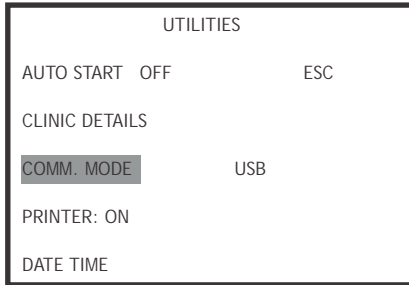 UTILITIES
AUTO START OFF ESC
CLINIC DETAILS
COMM. MODE USB
PRINTER: ON
DATE TIME